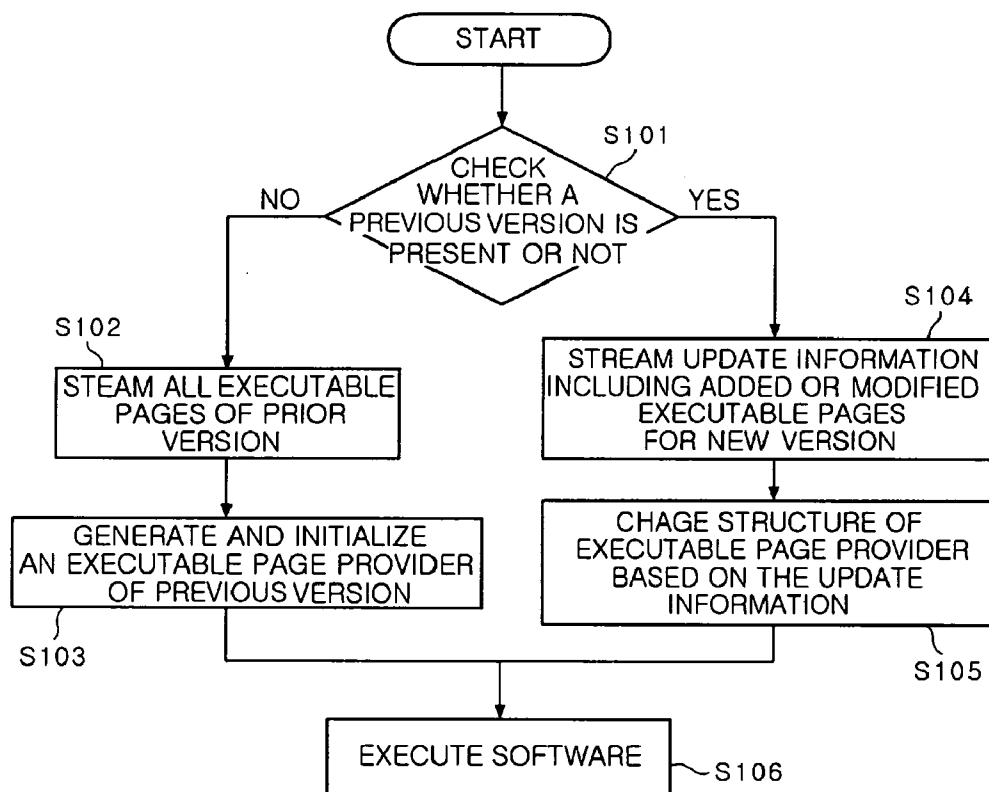 START
S101
CHECK
WHETHER A
PREVIOUS VERSION IS
PRESENT OR NOT
NO
YES
S102
STEAM ALL EXECUTABLE
PAGES OF PRIOR
VERSION
S104
STREAM UPDATE INFORMATION
INCLUDING ADDED OR MODIFIED
EXECUTABLE PAGES
FOR NEW VERSION
GENERATE AND INITIALIZE
AN EXECUTABLE PAGE PROVIDER
OF PREVIOUS VERSION
S103
CHAGE STRUCTURE OF
EXECUTABLE PAGE PROVIDER
BASED ON THE UPDATE
INFORMATION
S105
EXECUTE SOFTWARE
S106